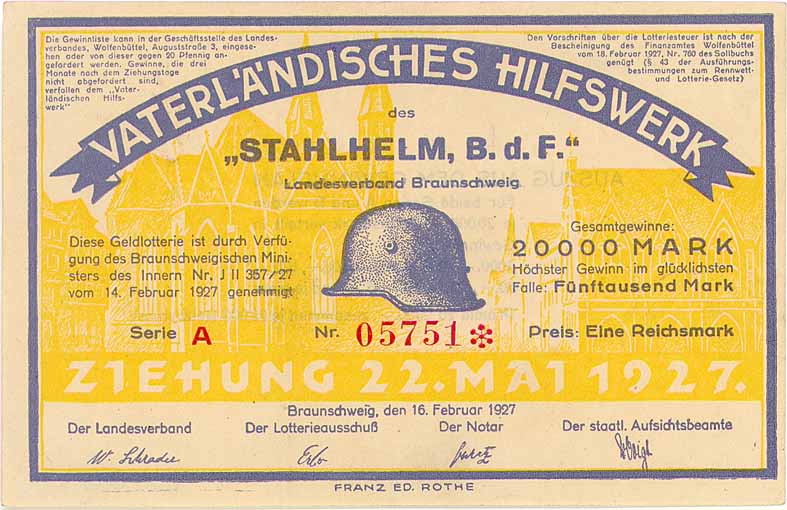 Die Gewinnliste kann in der Geschäftsstelle des Landes-
verbandes, Wolfenbüttel, Auguststraße 3, eingese-
hen oder von dieser gegen 20 Pfennig an-
gefordert werden. Gewinne, die drei
Monate nach dem Ziehungstage
nicht abgefordert sind,
verfallen dem „Vater-
ländischen Hilfs-
werk"
Den Vorschriften über die Lotteriesteuer ist nach der
Bescheinigung des Finanzamtes Wolfenbüttel
vom 18. Februar 1927, Nr. 760 des Sollbuchs
genügt (§ 43 der Ausführungs-
bestimmungen zum Rennwett-
und Lotterie-Gesetz)
VATERLÄNDISCHES HILFSWERK
des
„STAHLHELM, B. d. F."
Landesverband Braunschweig
Diese Geldlotterie ist durch Verfü-
gung des Braunschweigischen Mini-
sters des Innern Nr. J II 357/27
vom 14. Februar 1927 genehmigt
Gesamtgewinne:
20000 MARK
Höchster Gewinn im glücklichsten
Falle: Fünftausend Mark
Serie A Nr. 05751 * Preis: Eine Reichsmark
ZIEHUNG 22. MAI 1927.
Braunschweig, den 16. Februar 1927
Der Landesverband Der Lotterieausschuß Der Notar Der staatl. Aufsichtsbeamte
W. Schrader
FRANZ ED. ROTHE